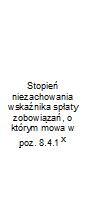 Stopień
niezachowania
wskaźnika spłaty
zobowiązań, o
którym mowa w
poz. 8.4.1 x